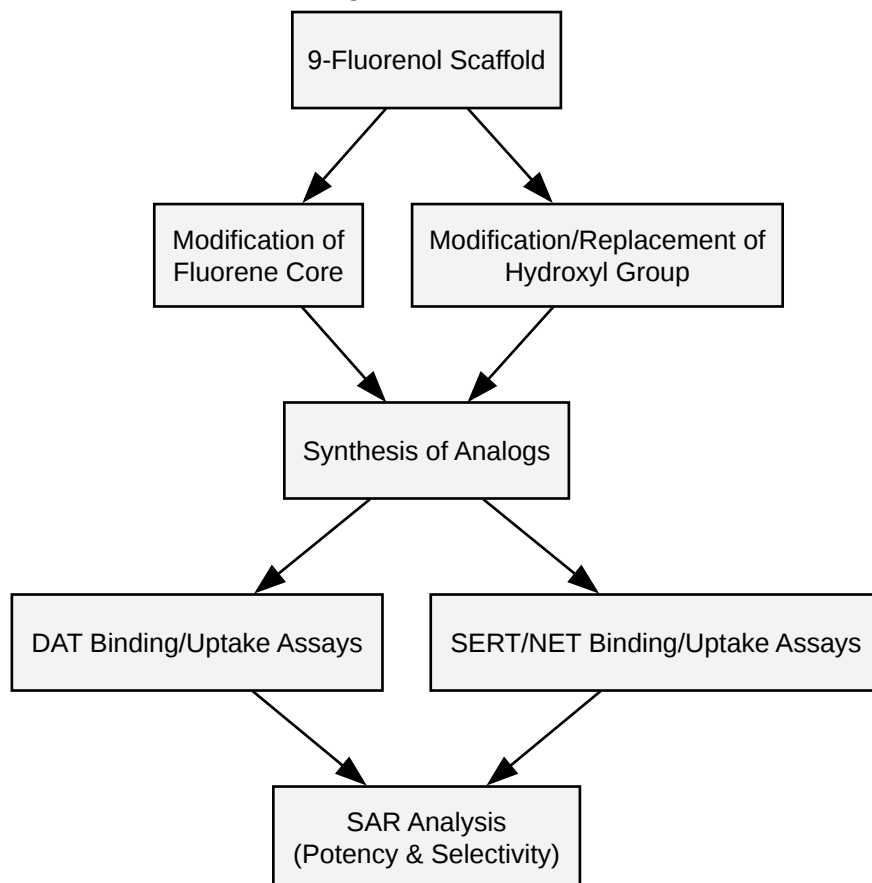 9-Fluorenol Scaffold
Modification of
Fluorene Core
Modification/Replacement of
Hydroxyl Group
Synthesis of Analogs
DAT Binding/Uptake Assays
SERT/NET Binding/Uptake Assays
SAR Analysis
(Potency & Selectivity)